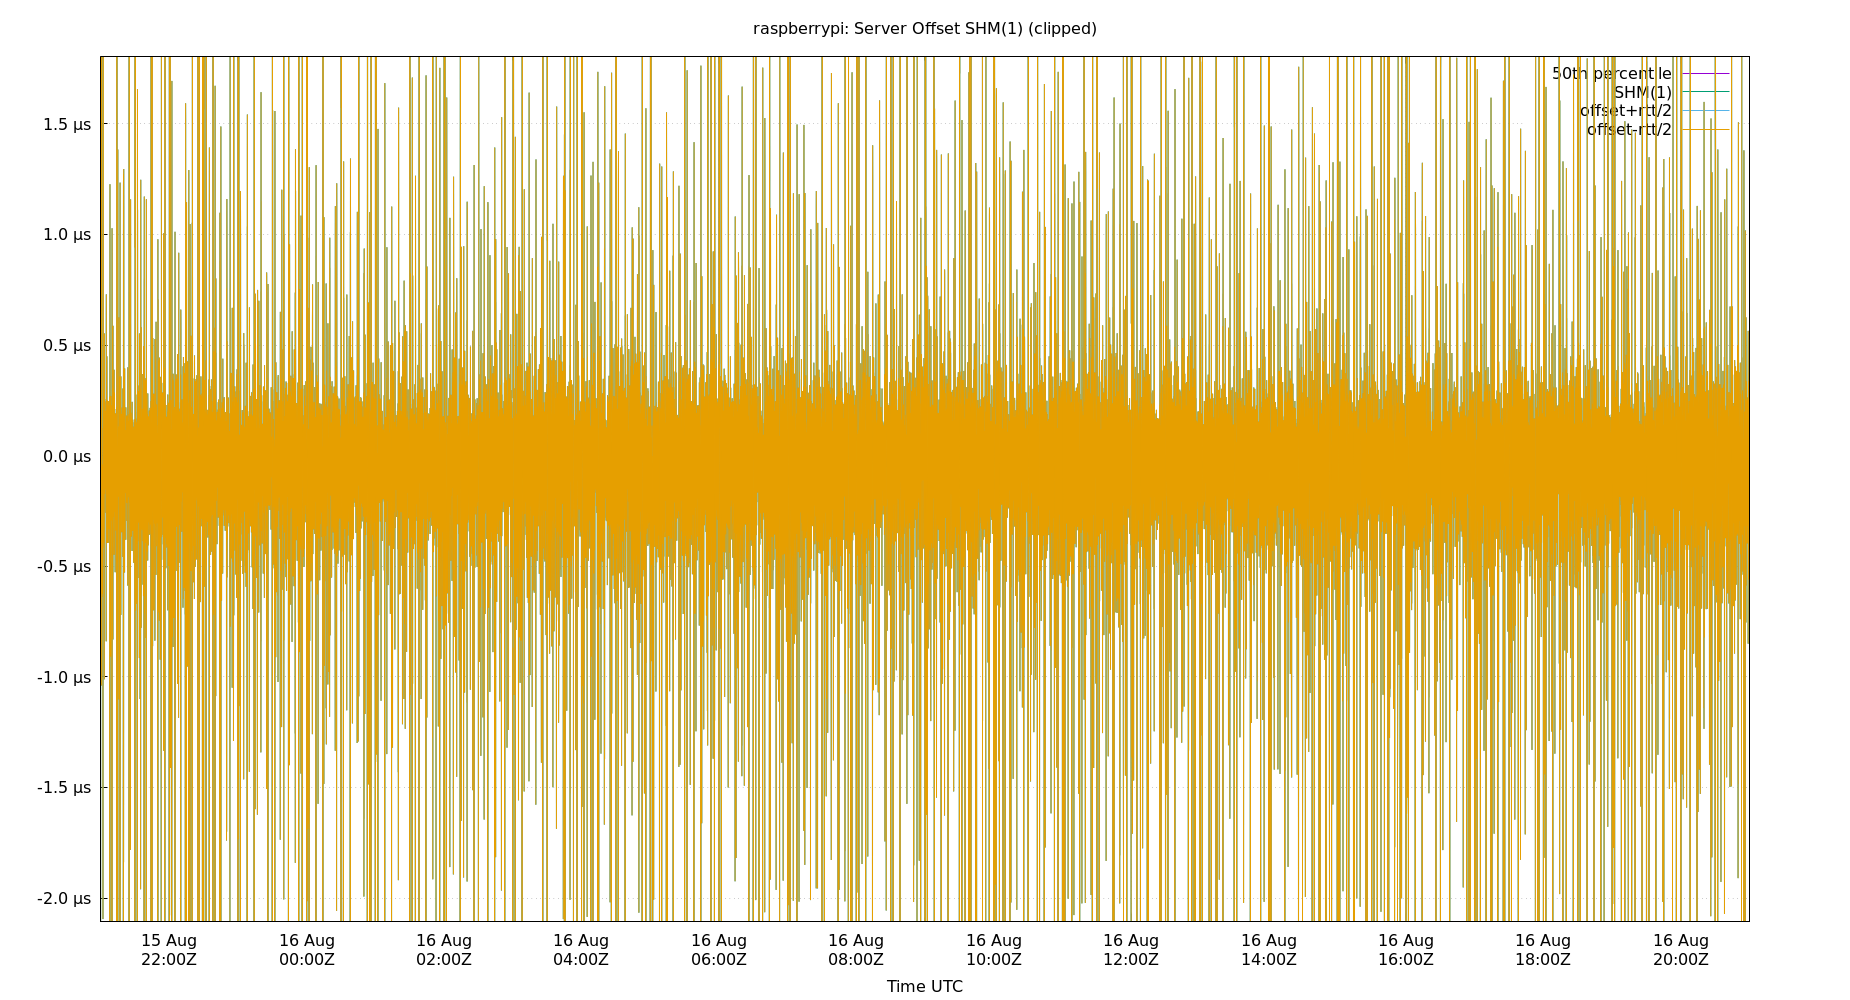 raspberrypi: Server Offset SHM(1) (clipped)
50th percentile
SHM(1)
offset+rtt/2
offset-rtt/2
1.5 µs
1.0 µs
0.5 µs
0.0 µs
-0.5 µs
-1.0 µs
-1.5 µs
-2.0 µs
15 Aug 16 Aug 16 Aug 16 Aug 16 Aug 16 Aug 16 Aug 16 Aug 16 Aug 16 Aug 16 Aug 16 Aug
22:00Z 00:00Z 02:00Z 04:00Z 06:00Z 08:00Z 10:00Z 12:00Z 14:00Z 16:00Z 18:00Z 20:00Z
Time UTC